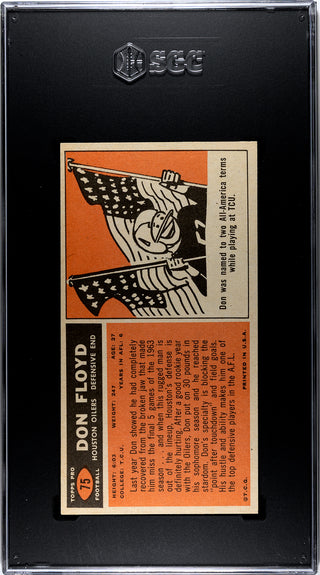 SGC
TOPPS PRO
FOOTBALL
75
DON FLOYD
HOUSTON OILERS DEFENSIVE END
HEIGHT: 6:03 WEIGHT: 247 AGE: 27
COLLEGE: T.C.U. YEARS IN AFL: 6
Last year Don showed he had completely
recovered from the broken jaw that made
him miss the final 5 games of the 1963
season . . . and when this rugged man is
out of the lineup, Houston's defense is
definitely hurting. After a good rookie year
with the Oilers, Don put on 30 pounds in
his sophomore season and he reached
stardom. Don's specialty is blocking the
"point after touchdown" and field goals.
His hustle and ability makes him one of
the top defensive players in the A.F.L.
©T.C.G. PRINTED IN U.S.A.
Don was named to two All-America terms
while playing at TCU.